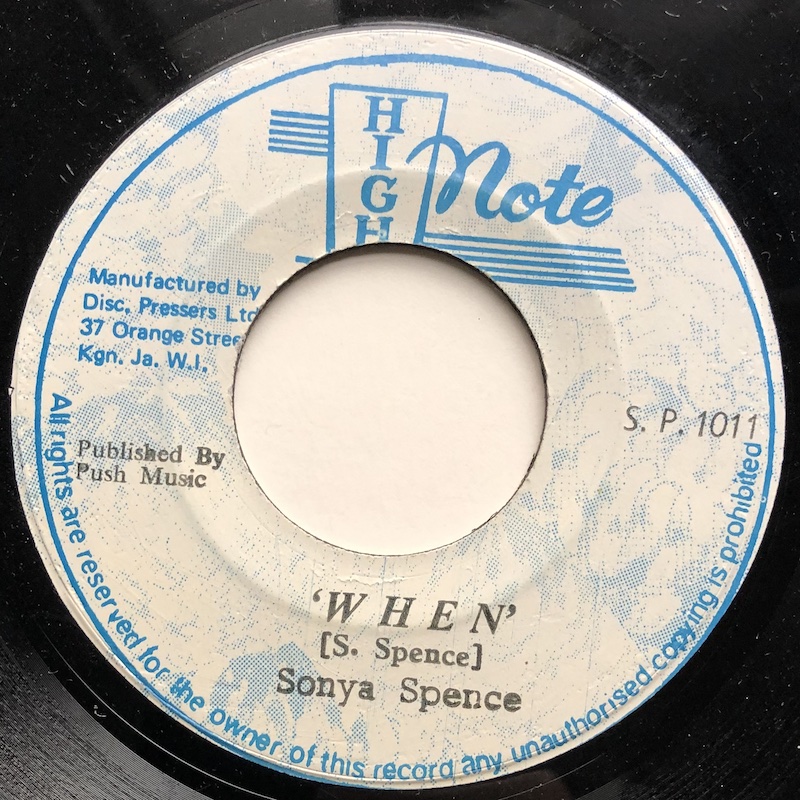 HIGH Note
Manufactured by
Disc, Pressers Ltd
37 Orange Stree
Kgn. Ja. W.I.
S. P. 1011
Published By
Push Music
'WHEN'
[S. Spence]
Sonya Spence
All rights are reserved for the owner of this record any unauthorised copying is prohibited